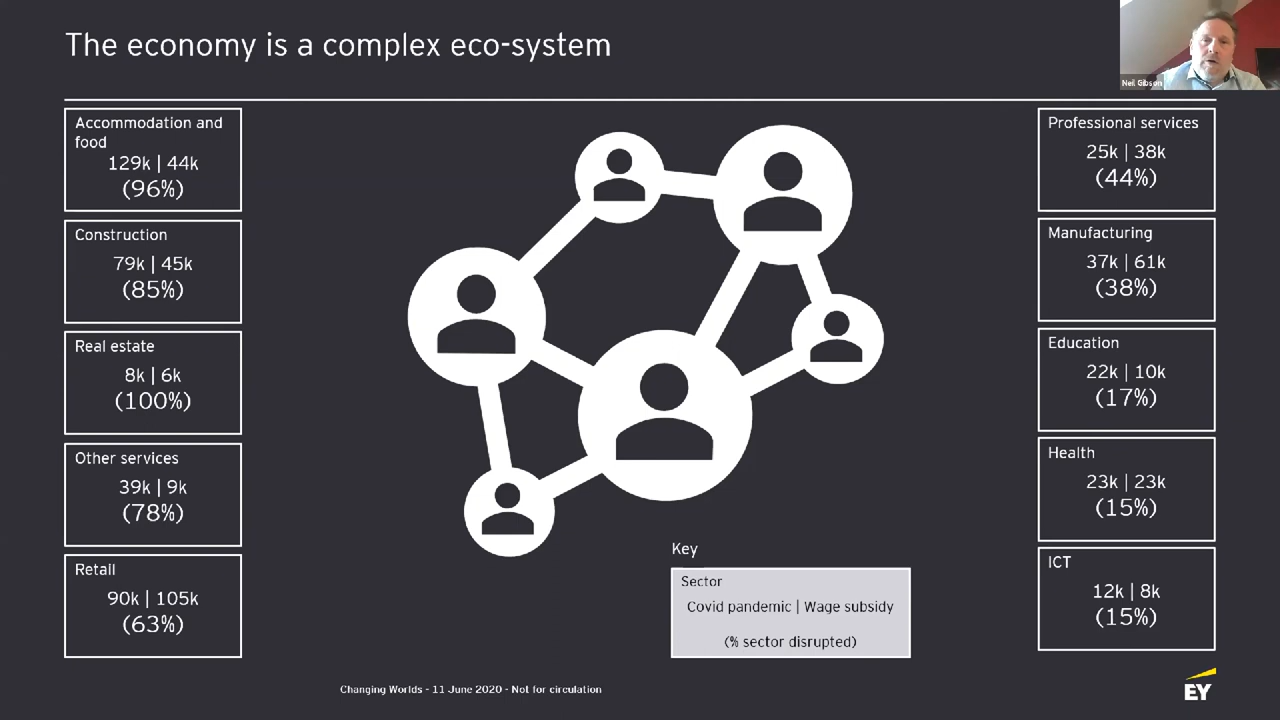 The economy is a complex eco-system
Neil Gibson
Accommodation and
food
129k | 44k
(96%)
Construction
79k | 45k
(85%)
Real estate
8k | 6k
(100%)
Other services
39k | 9k
(78%)
Retail
90k | 105k
(63%)
Professional services
25k | 38k
(44%)
Manufacturing
37k | 61k
(38%)
Education
22k | 10k
(17%)
Health
23k | 23k
(15%)
ICT
12k | 8k
(15%)
Key
Sector
Covid pandemic | Wage subsidy
(% sector disrupted)
Changing Worlds - 11 June 2020 - Not for circulation
EY